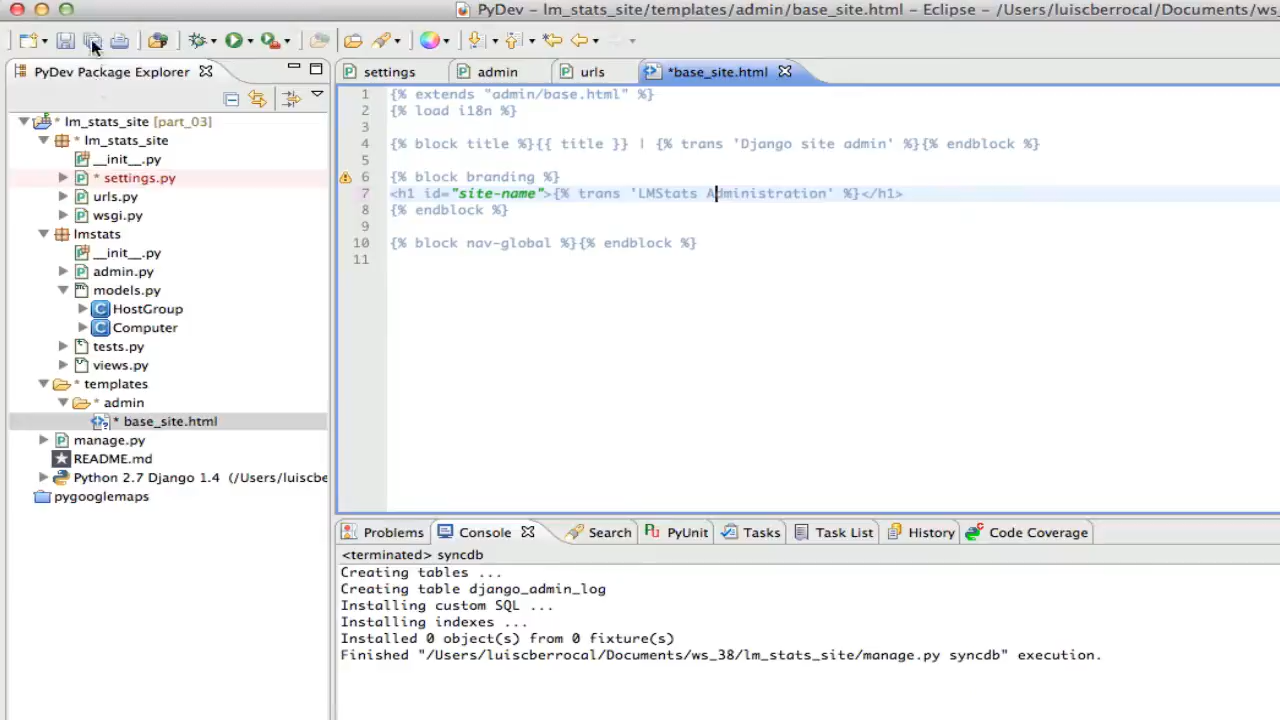 PyDev – lm_stats_site/templates/admin/base_site.html – Eclipse – /Users/luiscberrocal/Documents/ws_
PyDev Package Explorer
* lm_stats_site [part_03]
* lm_stats_site
__init__.py
* settings.py
urls.py
wsgi.py
lmstats
__init__.py
admin.py
models.py
HostGroup
Computer
tests.py
views.py
* templates
* admin
* base_site.html
manage.py
README.md
Python 2.7 Django 1.4 (/Users/luiscbe
pygooglemaps
settings
admin
urls
*base_site.html
1 {% extends "admin/base.html" %}
2 {% load i18n %}
3
4 {% block title %}{{ title }} | {% trans 'Django site admin' %}{% endblock %}
5
6 {% block branding %}
7 <h1 id="site-name">{% trans 'LMStats Administration' %}</h1>
8 {% endblock %}
9
10 {% block nav-global %}{% endblock %}
11
Problems
Console
Search
PyUnit
Tasks
Task List
History
Code Coverage
<terminated> syncdb
Creating tables ...
Creating table django_admin_log
Installing custom SQL ...
Installing indexes ...
Installed 0 object(s) from 0 fixture(s)
Finished "/Users/luiscberrocal/Documents/ws_38/lm_stats_site/manage.py syncdb" execution.